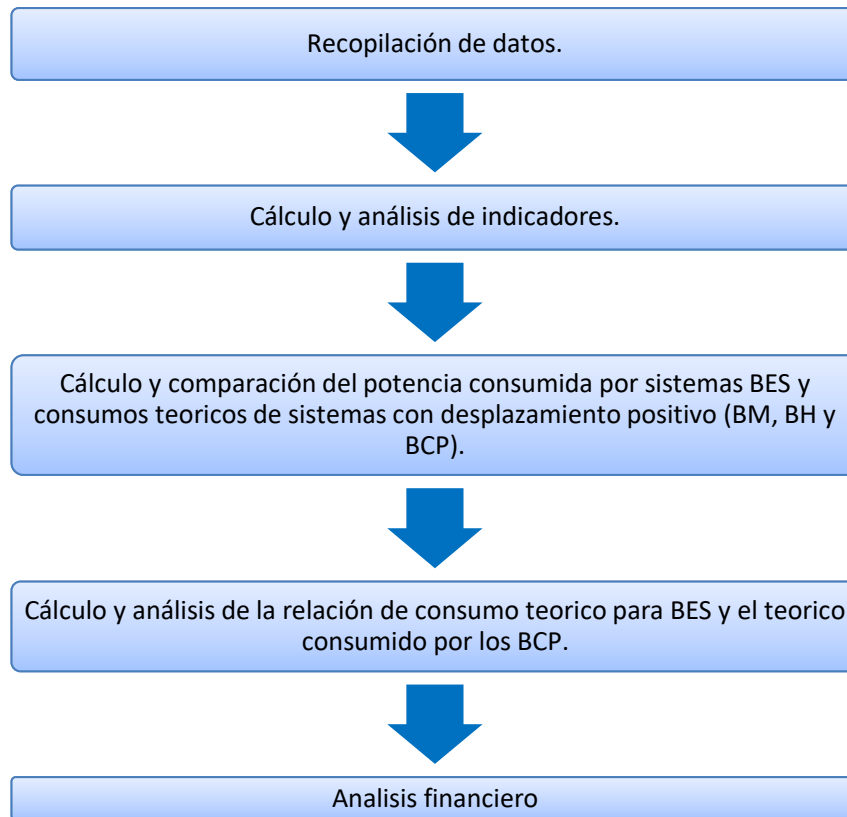 Recopilación de datos.
Cálculo y análisis de indicadores.
Cálculo y comparación del potencia consumida por sistemas BES y
consumos teoricos de sistemas con desplazamiento positivo (BM, BH y
BCP).
Cálculo y análisis de la relación de consumo teorico para BES y el teorico
consumido por los BCP.
Analisis financiero